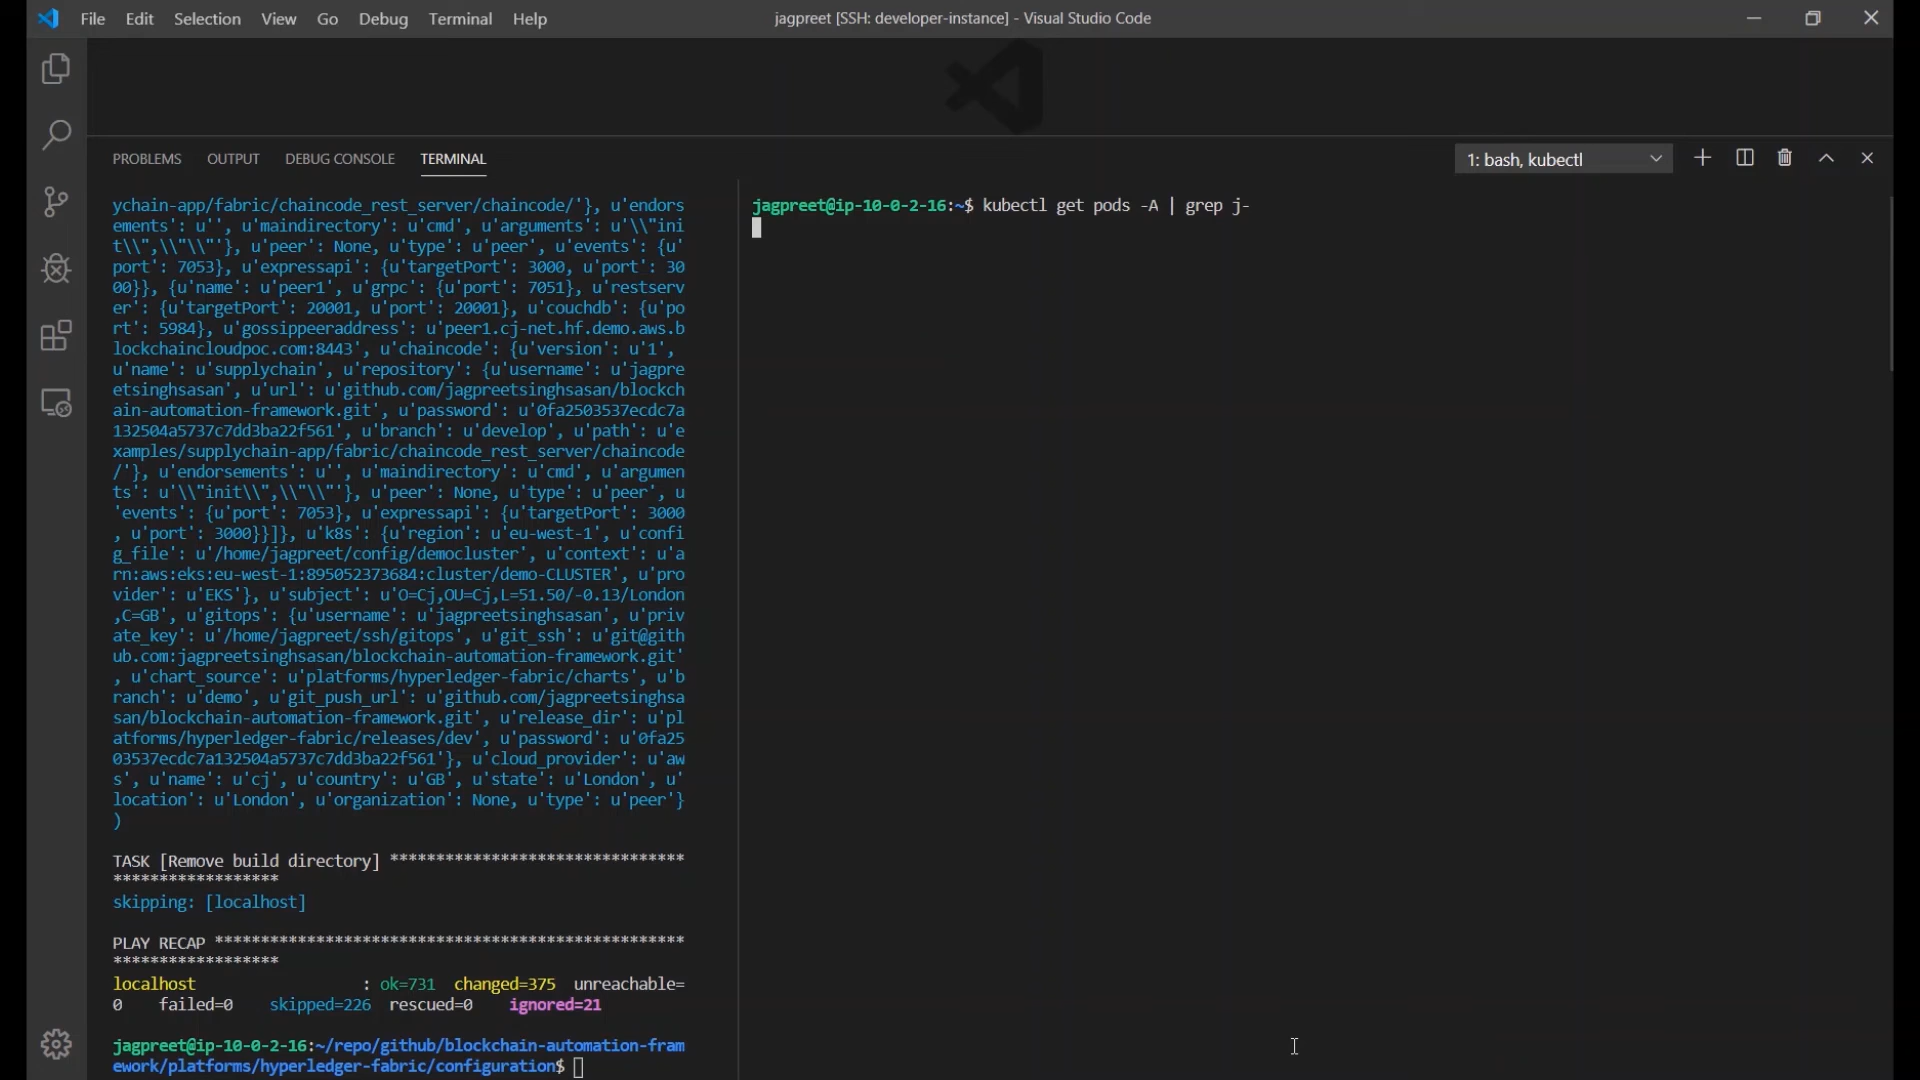 File Edit Selection View Go Debug Terminal Help
jagpreet [SSH: developer-instance] - Visual Studio Code
PROBLEMS OUTPUT DEBUG CONSOLE TERMINAL
1: bash, kubectl
ychain-app/fabric/chaincode_rest_server/chaincode/'}, u'endors
ements': u'', u'maindirectory': u'cmd', u'arguments': u'\\"ini
t\\",\\"\\"'}, u'peer': None, u'type': u'peer', u'events': {u'
port': 7053}, u'expressapi': {u'targetPort': 3000, u'port': 30
00}}, {u'name': u'peer1', u'grpc': {u'port': 7051}, u'restserv
er': {u'targetPort': 20001, u'port': 20001}, u'couchdb': {u'po
rt': 5984}, u'gossippeeraddress': u'peer1.cj-net.hf.demo.aws.b
lockchaincloudpoc.com:8443', u'chaincode': {u'version': u'1',
u'name': u'supplychain', u'repository': {u'username': u'jagpre
etsinghsasan', u'url': u'github.com/jagpreetsinghsasan/blockch
ain-automation-framework.git', u'password': u'0fa2503537ecdc7a
132504a5737c7dd3ba22f561', u'branch': u'develop', u'path': u'e
xamples/supplychain-app/fabric/chaincode_rest_server/chaincode
/'}, u'endorsements': u'', u'maindirectory': u'cmd', u'argumen
ts': u'\\"init\\",\\"\\"'}, u'peer': None, u'type': u'peer', u
'events': {u'port': 7053}, u'expressapi': {u'targetPort': 3000
, u'port': 3000}}]}, u'k8s': {u'region': u'eu-west-1', u'confi
g_file': u'/home/jagpreet/config/democluster', u'context': u'a
rn:aws:eks:eu-west-1:895052373684:cluster/demo-CLUSTER', u'pro
vider': u'EKS'}, u'subject': u'O=Cj,OU=Cj,L=51.50/-0.13/London
,C=GB', u'gitops': {u'username': u'jagpreetsinghsasan', u'priv
ate_key': u'/home/jagpreet/ssh/gitops', u'git_ssh': u'git@gith
ub.com:jagpreetsinghsasan/blockchain-automation-framework.git'
, u'chart_source': u'platforms/hyperledger-fabric/charts', u'b
ranch': u'demo', u'git_push_url': u'github.com/jagpreetsinghsa
san/blockchain-automation-framework.git', u'release_dir': u'pl
atforms/hyperledger-fabric/releases/dev', u'password': u'0fa25
03537ecdc7a132504a5737c7dd3ba22f561'}, u'cloud_provider': u'aw
s', u'name': u'cj', u'country': u'GB', u'state': u'London', u'
location': u'London', u'organization': None, u'type': u'peer'}
)
TASK [Remove build directory] ********************************
******************
skipping: [localhost]
PLAY RECAP ***************************************************
******************
localhost : ok=731 changed=375 unreachable=
0 failed=0 skipped=226 rescued=0 ignored=21
jagpreet@ip-10-0-2-16:~/repo/github/blockchain-automation-fram
ework/platforms/hyperledger-fabric/configuration$
jagpreet@ip-10-0-2-16:~$ kubectl get pods -A | grep j-